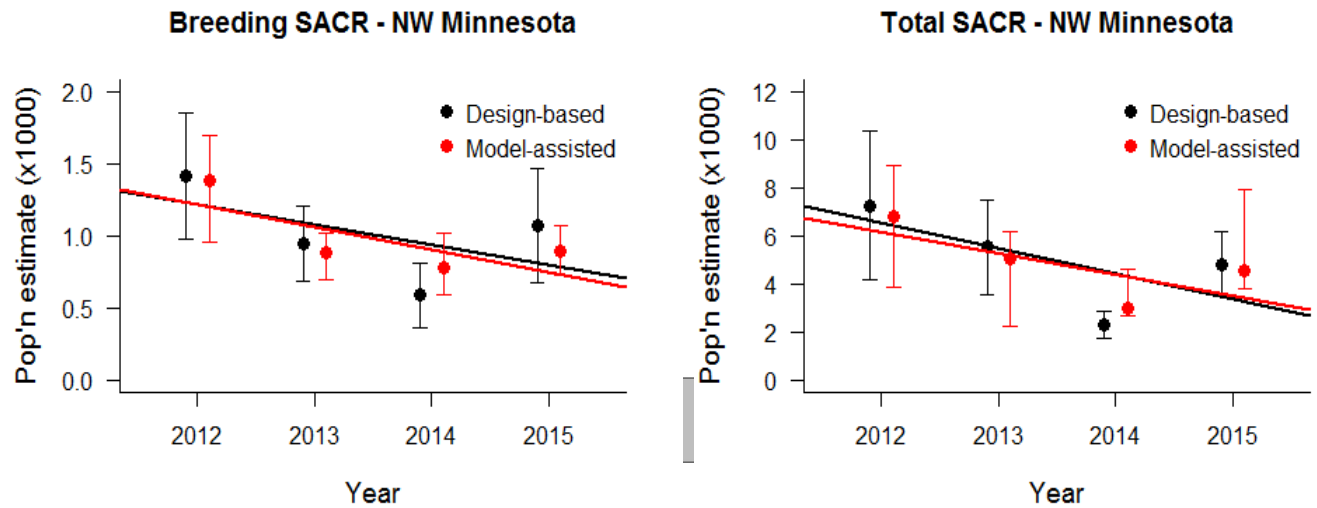 Breeding SACR - NW Minnesota
Pop'n estimate (x1000)
2.0
1.5
1.0
0.5
0.0
Design-based
Model-assisted
2012 2013 2014 2015
Year
Total SACR - NW Minnesota
Pop'n estimate (x1000)
12
10
8
6
4
2
0
Design-based
Model-assisted
2012 2013 2014 2015
Year